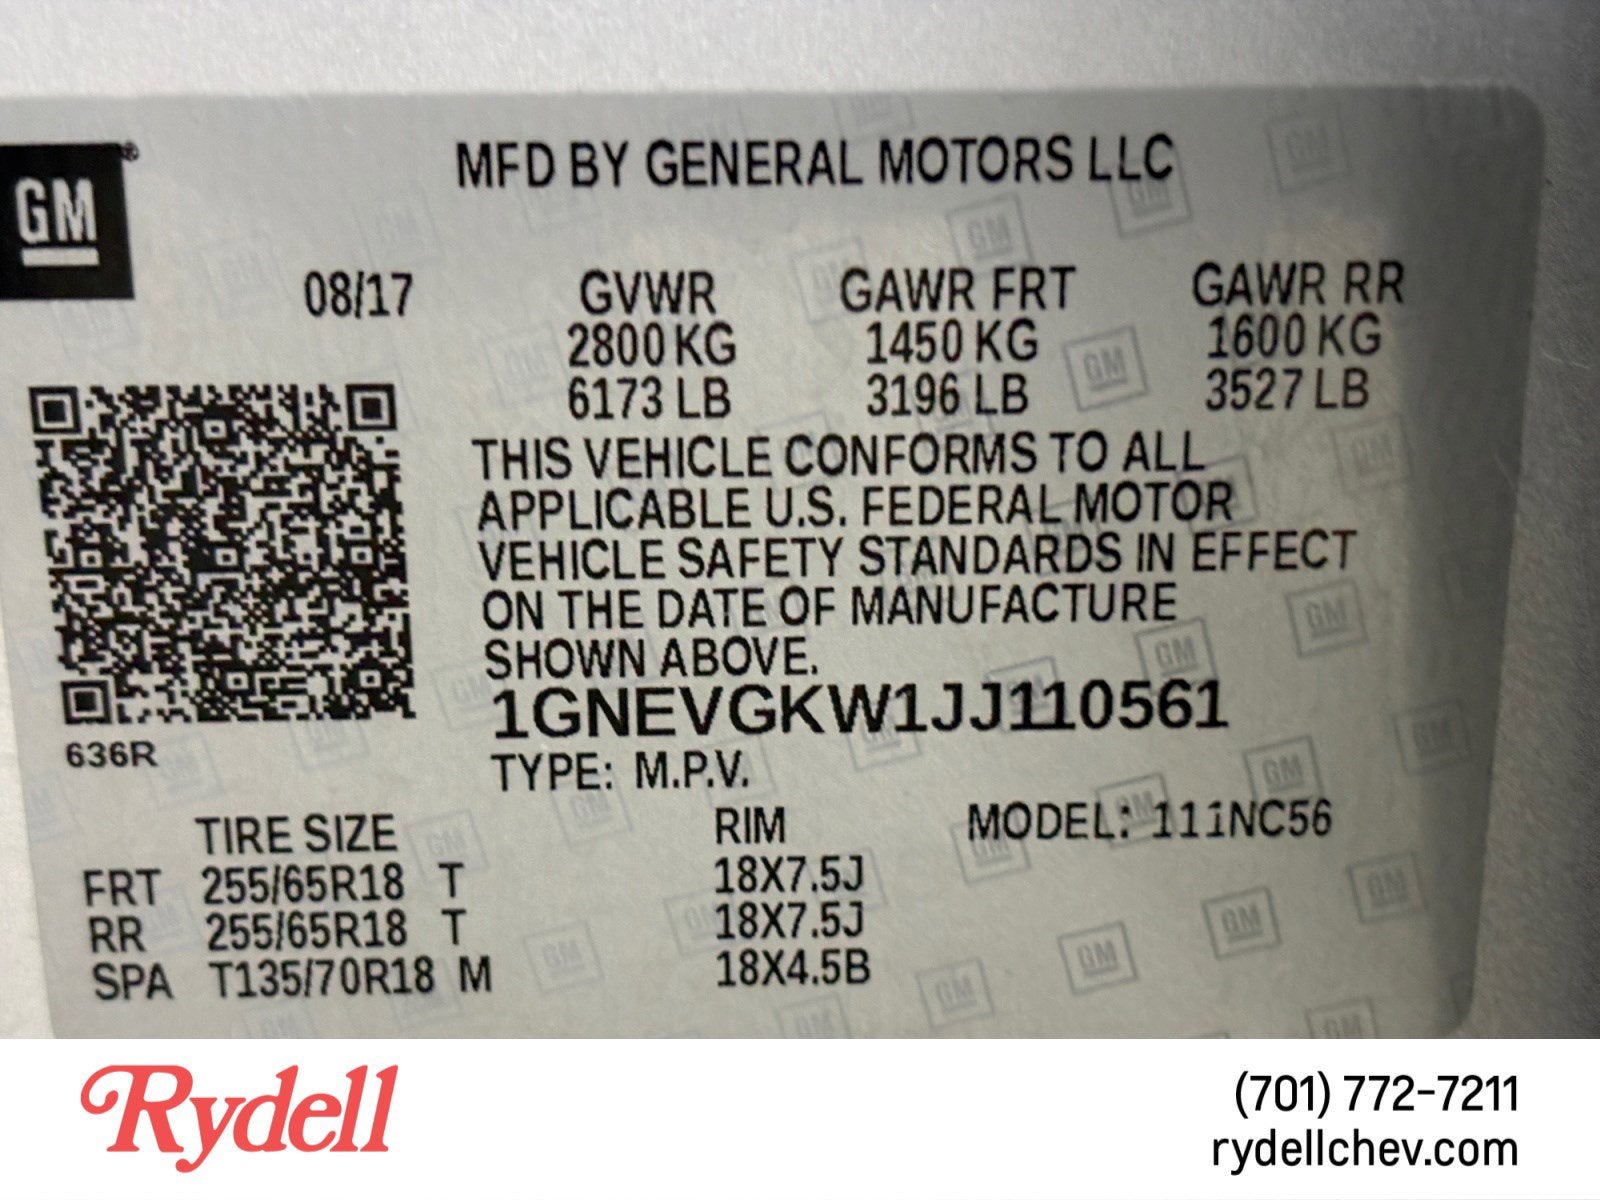 GM
MFD BY GENERAL MOTORS LLC
08/17 GVWR GAWR FRT GAWR RR
2800 KG 1450 KG 1600 KG
6173 LB 3196 LB 3527 LB
THIS VEHICLE CONFORMS TO ALL
APPLICABLE U.S. FEDERAL MOTOR
VEHICLE SAFETY STANDARDS IN EFFECT
ON THE DATE OF MANUFACTURE
SHOWN ABOVE.
1GNEVGKW1JJ110561
636R
TYPE: M.P.V.
TIRE SIZE RIM MODEL: 111NC56
FRT 255/65R18 T 18X7.5J
RR 255/65R18 T 18X7.5J
SPA T135/70R18 M 18X4.5B
Rydell
(701) 772-7211
rydellchev.com